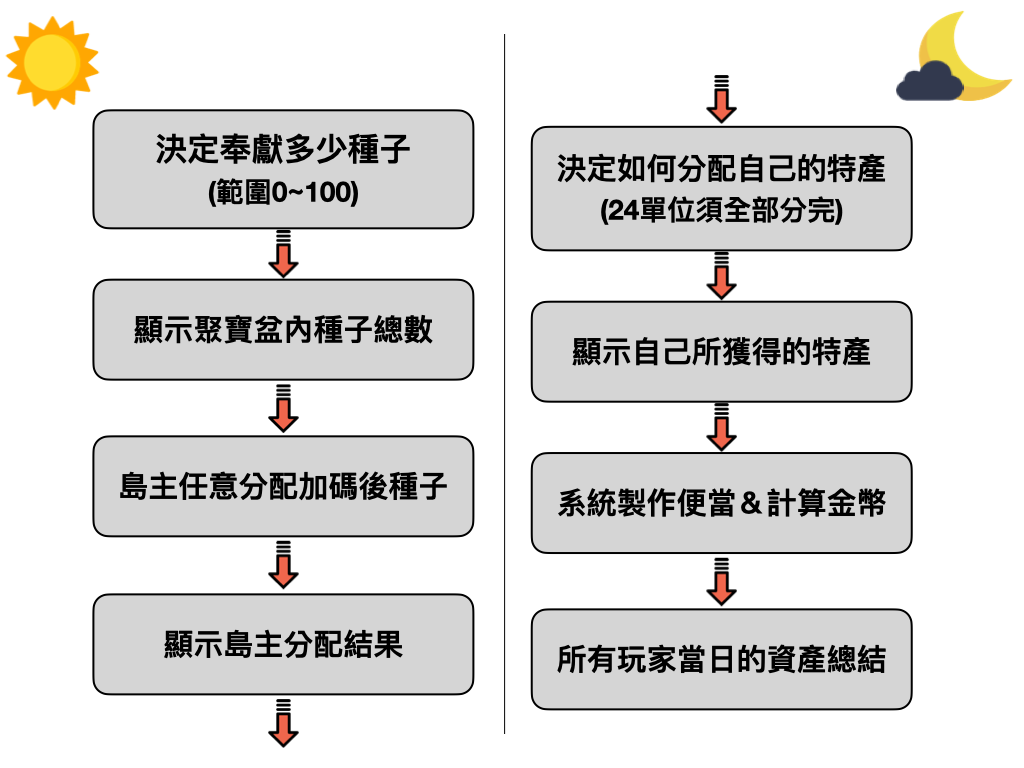 決定奉獻多少種子
(範圍0~100)
顯示聚寶盆內種子總數
島主任意分配加碼後種子
顯示島主分配結果
決定如何分配自己的特產
(24單位須全部分完)
顯示自己所獲得的特產
系統製作便當＆計算金幣
所有玩家當日的資產總結